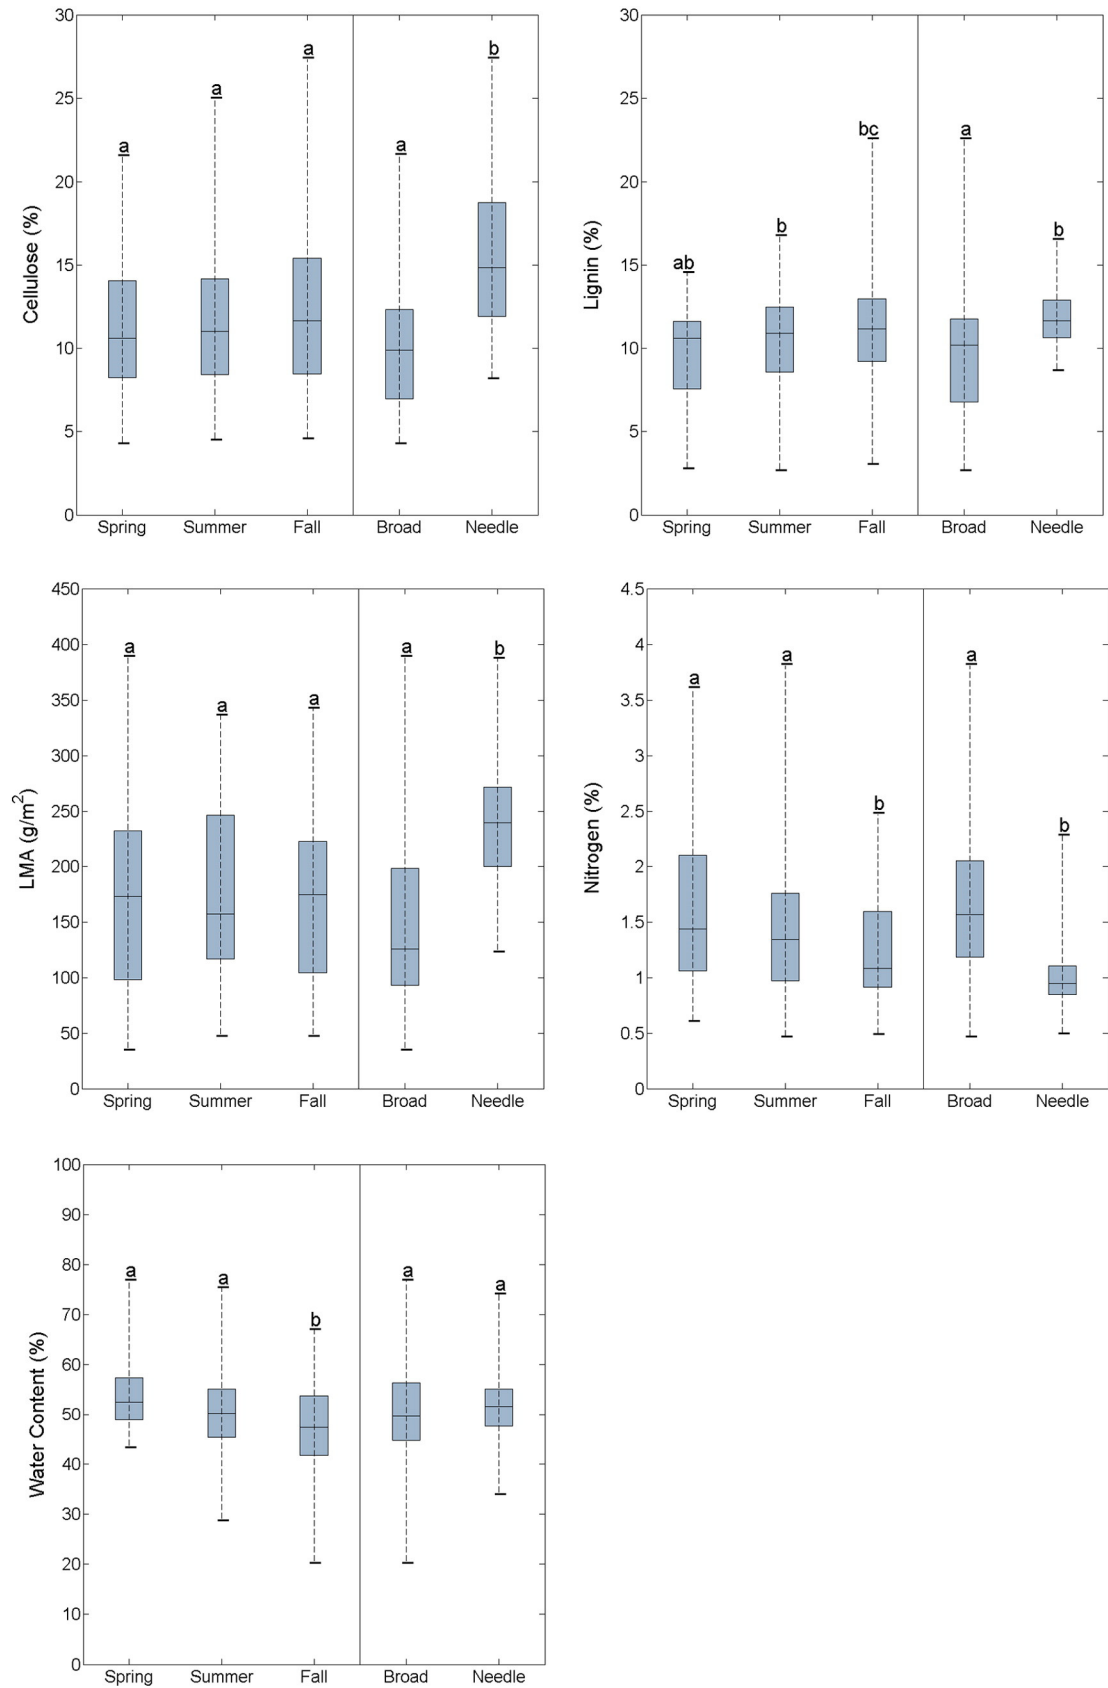 Cellulose (%)
30
25
20
15
10
5
0
a
a
a
a
b
Spring Summer Fall Broad Needle
Lignin (%)
30
25
20
15
10
5
0
ab
b
bc
a
b
Spring Summer Fall Broad Needle
LMA (g/m²)
450
400
350
300
250
200
150
100
50
0
a
a
a
a
b
Spring Summer Fall Broad Needle
Nitrogen (%)
4.5
4
3.5
3
2.5
2
1.5
1
0.5
0
a
a
b
a
b
Spring Summer Fall Broad Needle
Water Content (%)
100
90
80
70
60
50
40
30
20
10
0
a
a
b
a
a
Spring Summer Fall Broad Needle